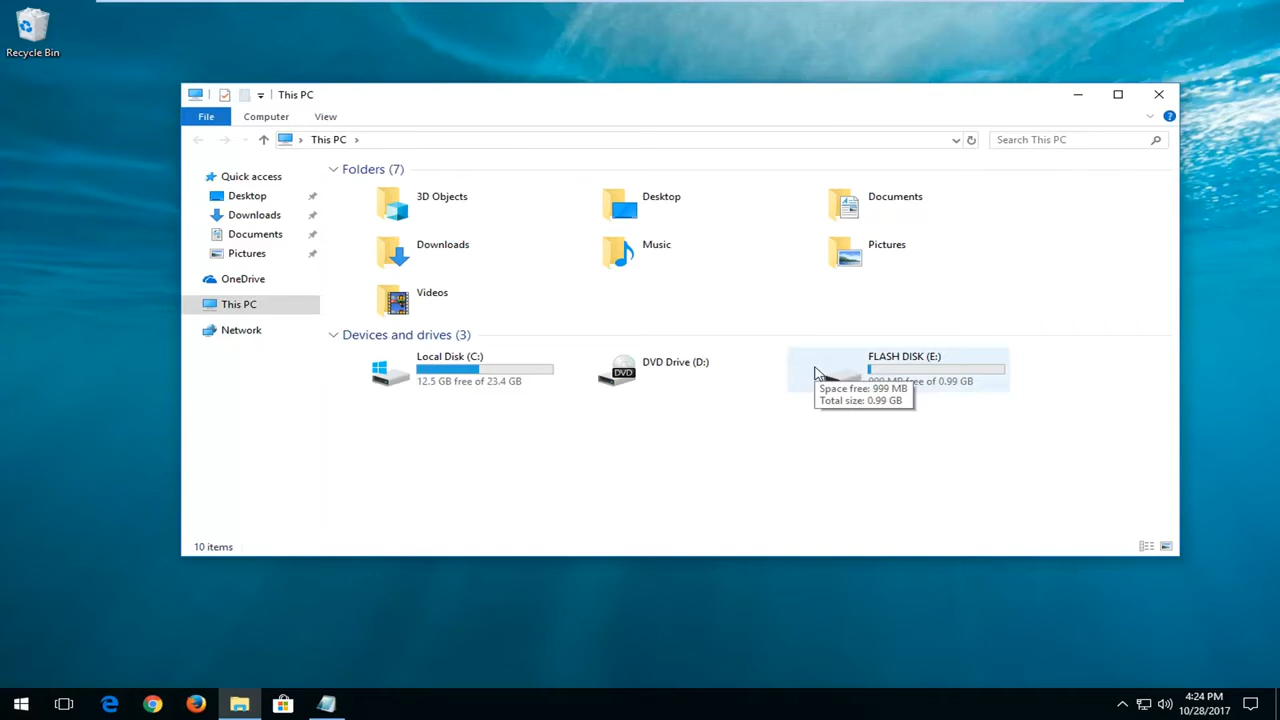 Recycle Bin
This PC
File Computer View
This PC
Search This PC
Quick access
Desktop
Downloads
Documents
Pictures
OneDrive
This PC
Network
Folders (7)
3D Objects
Desktop
Documents
Downloads
Music
Pictures
Videos
Devices and drives (3)
Local Disk (C:)
12.5 GB free of 23.4 GB
DVD Drive (D:)
DVD
FLASH DISK (E:)
999 MB free of 0.99 GB
Space free: 999 MB
Total size: 0.99 GB
10 items
4:24 PM
10/28/2017